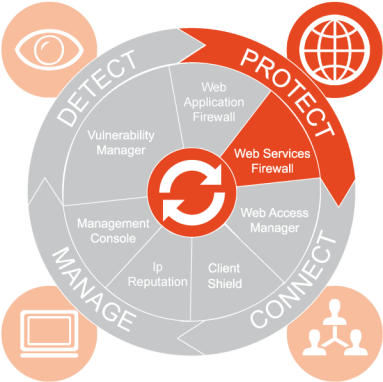 DETECT
PROTECT
Web
Application
Firewall
Vulnerability
Manager
Web Services
Firewall
Management
Console
Web Access
Manager
Ip
Reputation
Client
Shield
MANAGE
CONNECT